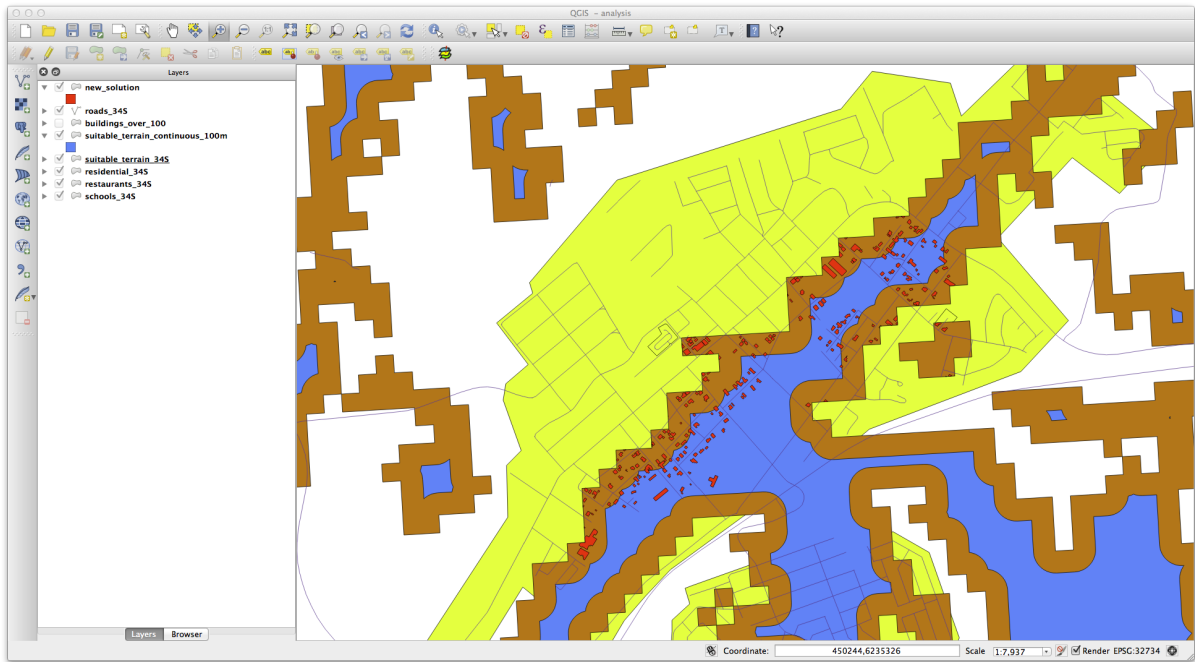 QGIS - analysis
Layers
new_solution
roads_34S
buildings_over_100
suitable_terrain_continuous_100m
suitable_terrain_34S
residential_34S
restaurants_34S
schools_34S
Layers Browser
Coordinate: 450244,6235326 Scale 1:7,937 Render EPSG:32734